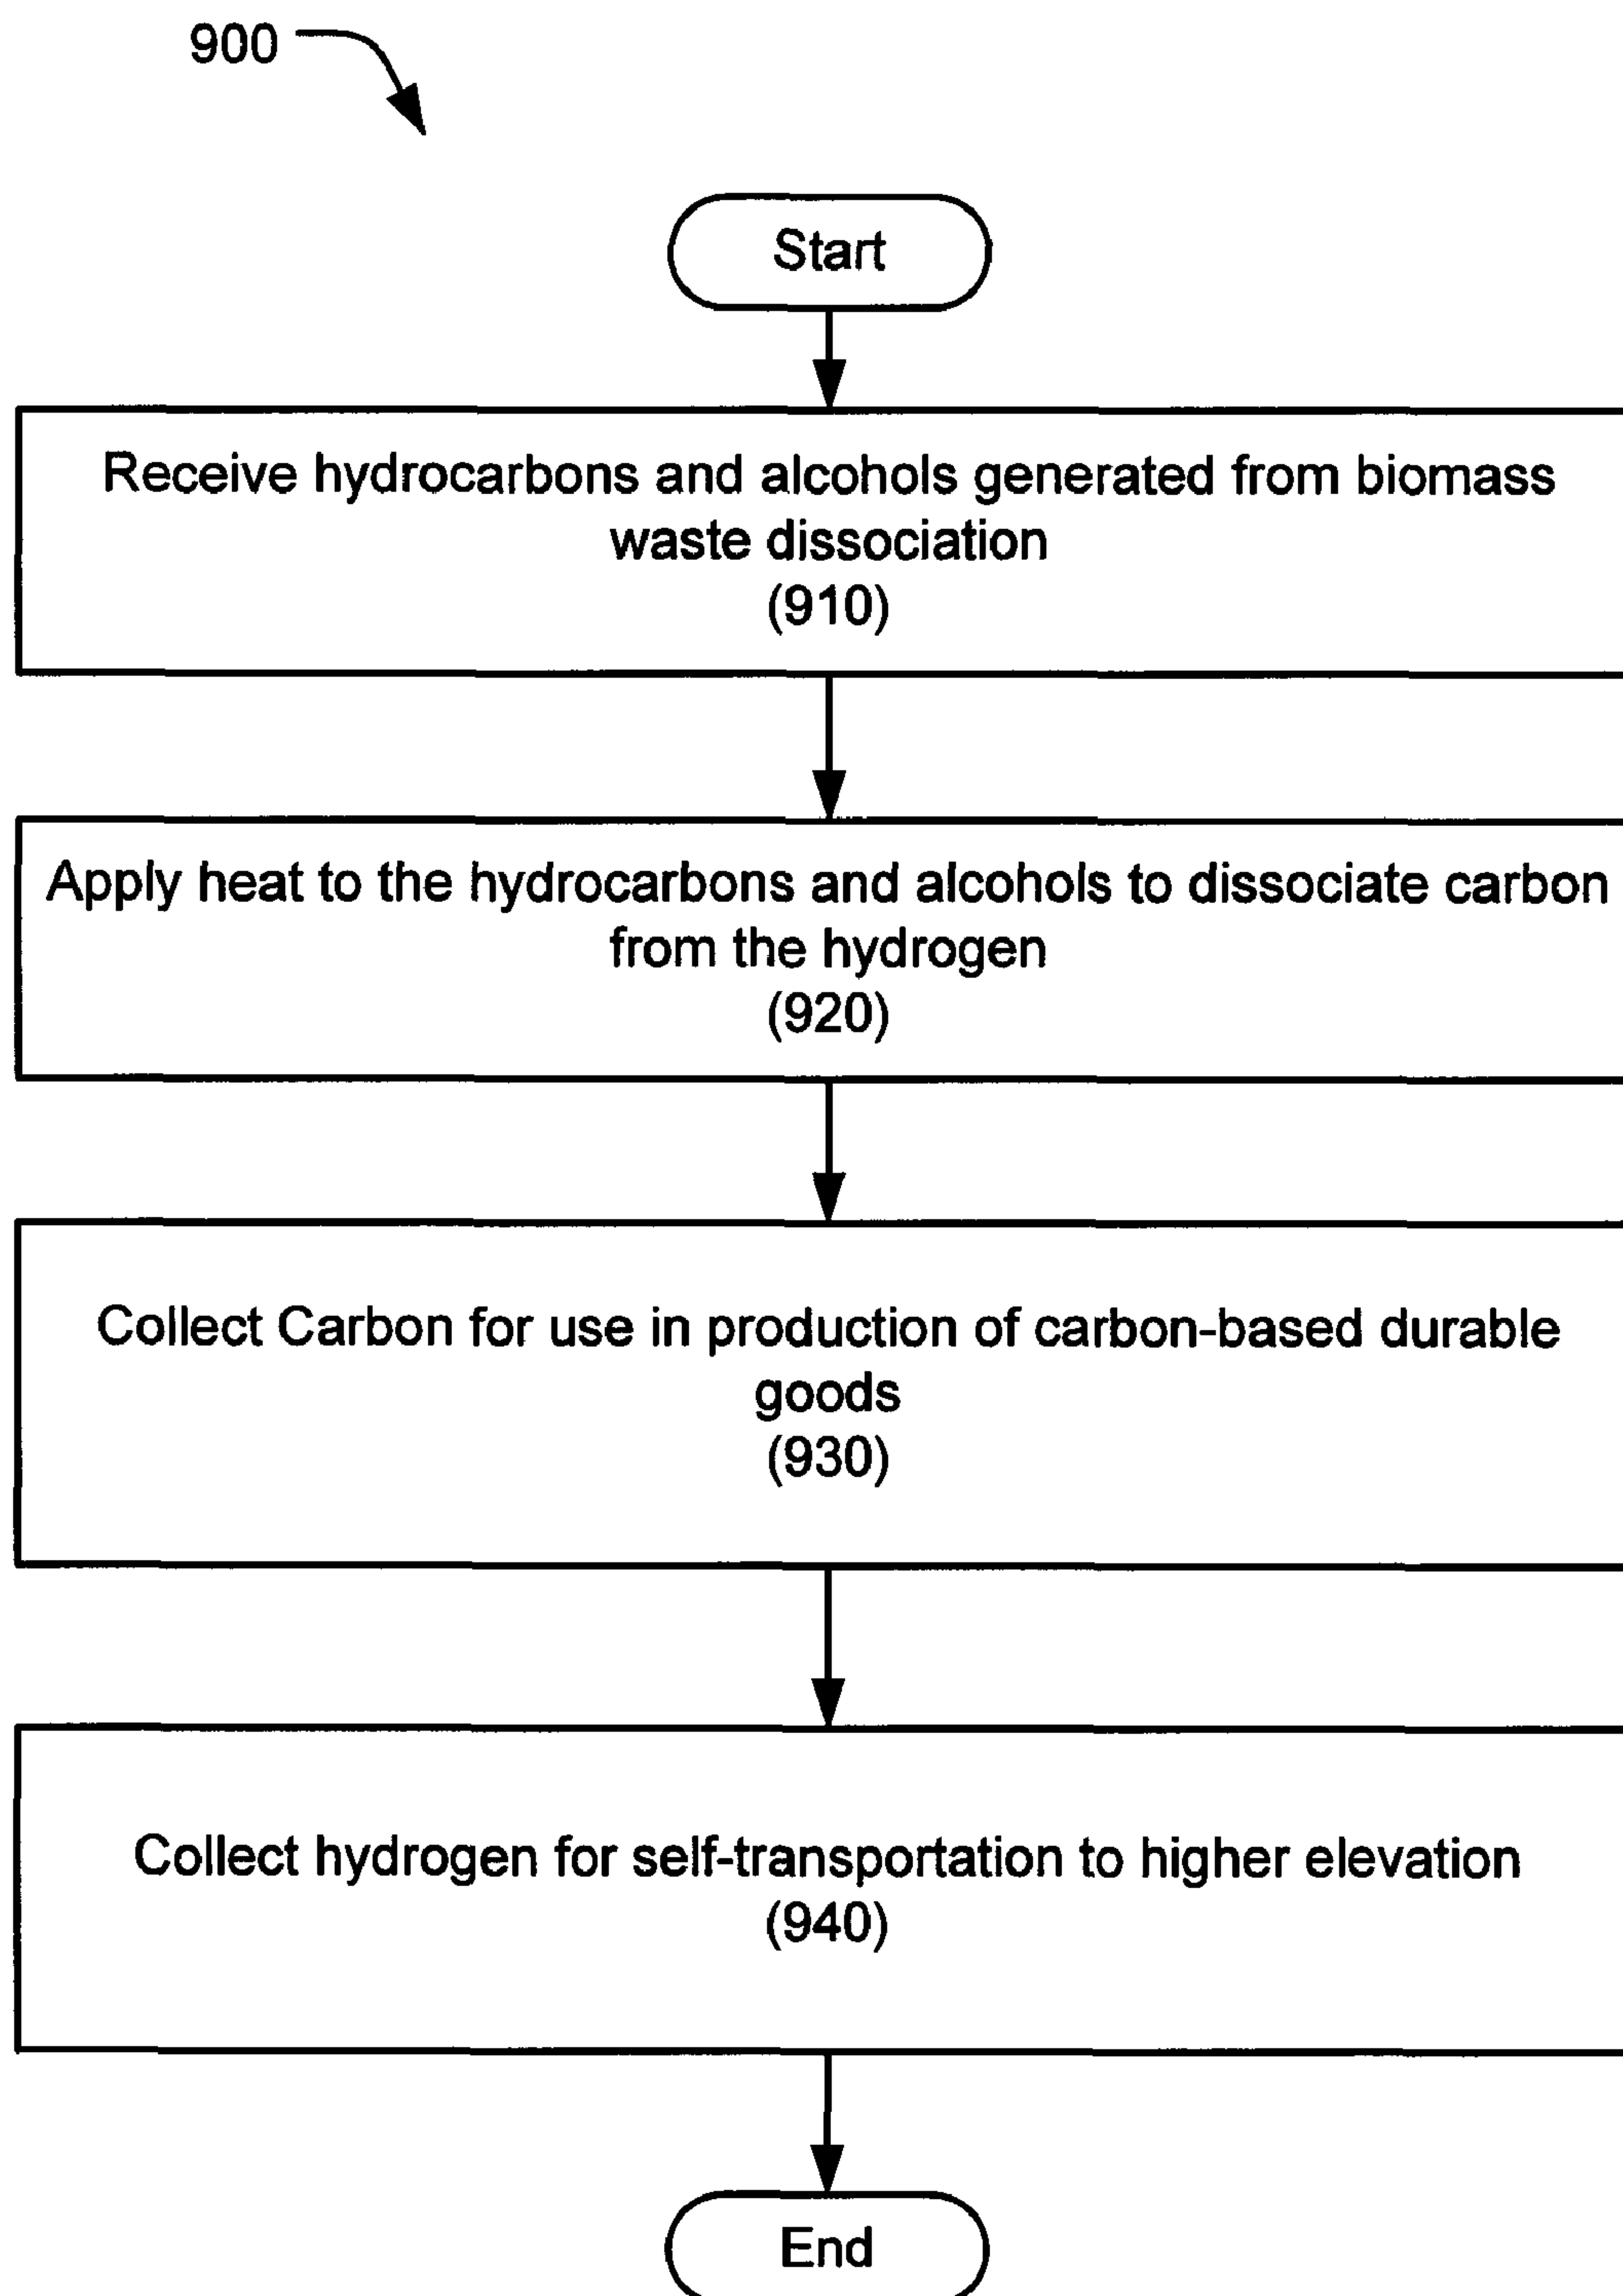 900
Start
Receive hydrocarbons and alcohols generated from biomass
waste dissociation
(910)
Apply heat to the hydrocarbons and alcohols to dissociate carbon
from the hydrogen
(920)
Collect Carbon for use in production of carbon-based durable
goods
(930)
Collect hydrogen for self-transportation to higher elevation
(940)
End